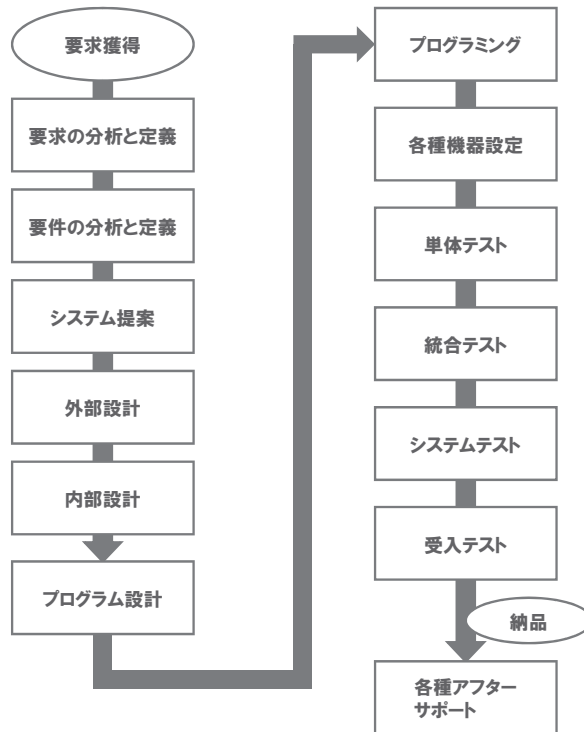 要求獲得
要求の分析と定義
要件の分析と定義
システム提案
外部設計
内部設計
プログラム設計
プログラミング
各種機器設定
単体テスト
統合テスト
システムテスト
受入テスト
納品
各種アフター
サポート